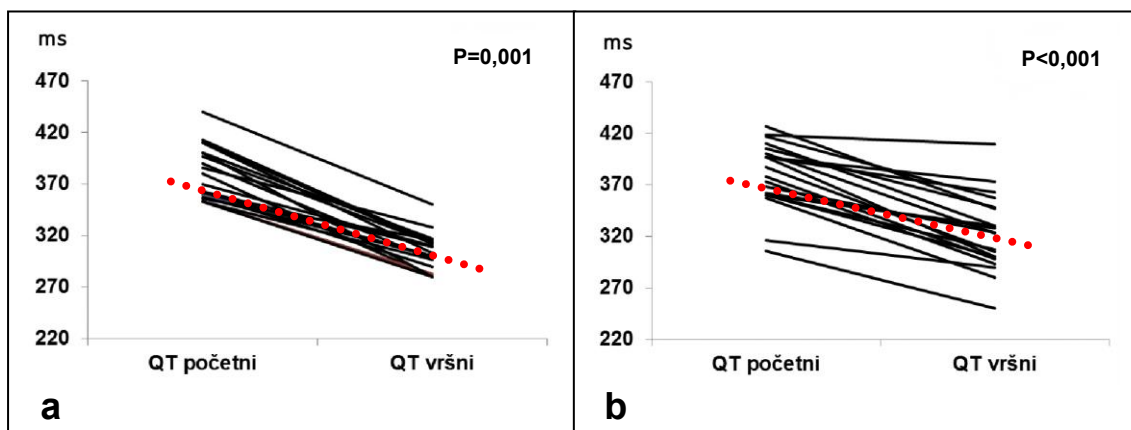 ms
P=0,001
470
420
370
320
270
220
QT početni QT vršni
a
ms
P<0,001
470
420
370
320
270
220
QT početni QT vršni
b